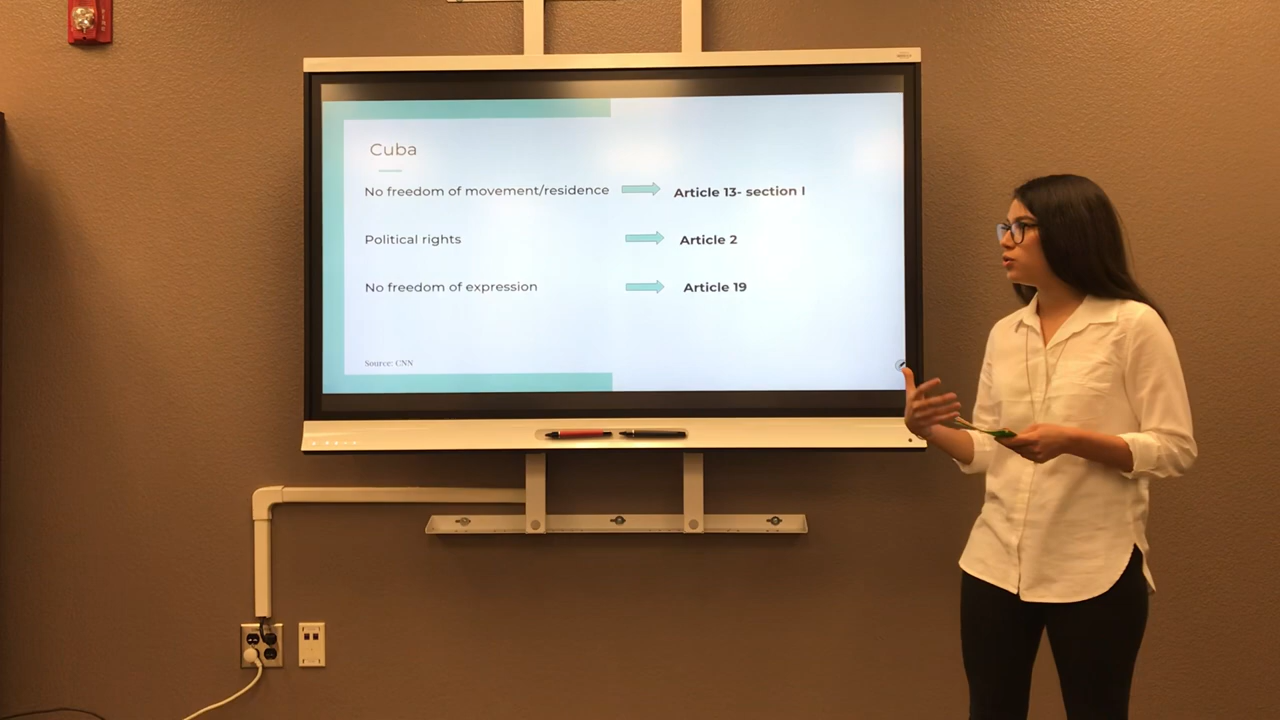 FIRE
Cuba
No freedom of movement/residence Article 13- section I
Political rights Article 2
No freedom of expression Article 19
Source: CNN